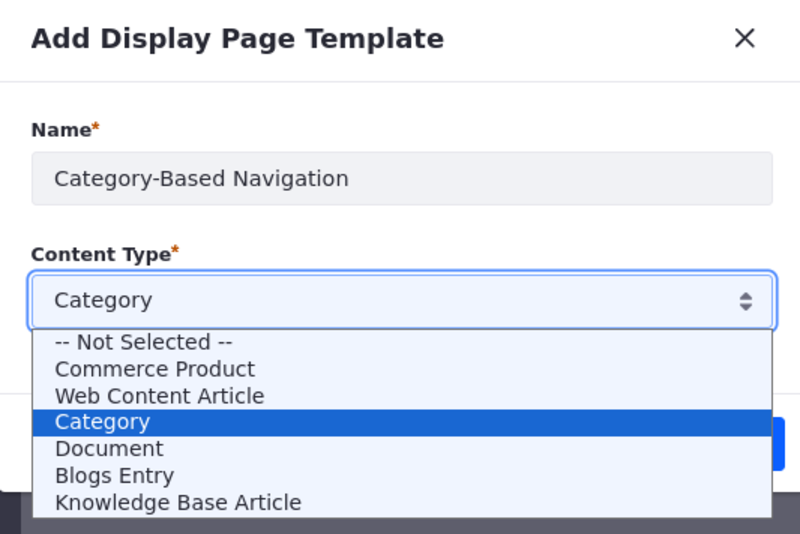 Add Display Page Template
Name*
Category-Based Navigation
Content Type*
Category
-- Not Selected --
Commerce Product
Web Content Article
Category
Document
Blogs Entry
Knowledge Base Article